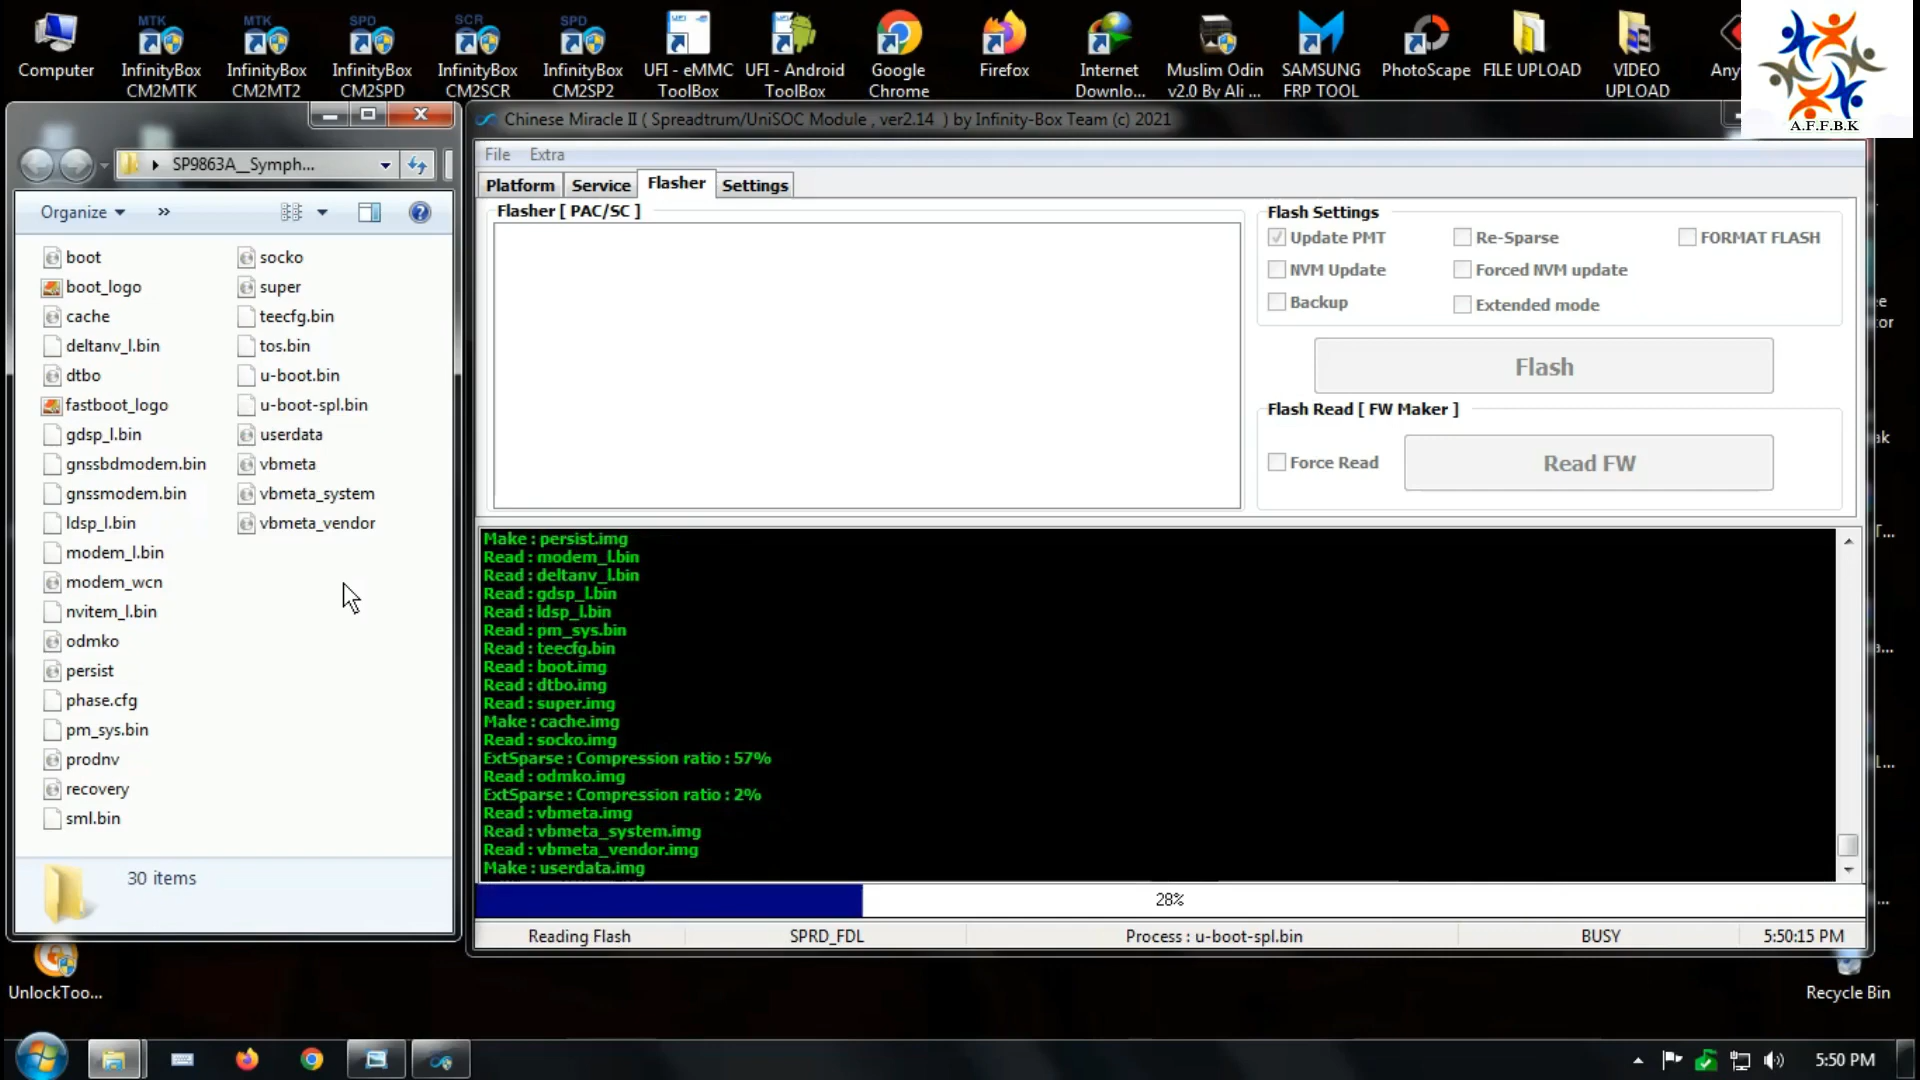 Computer
MTK
InfinityBox
CM2MTK
MTK
InfinityBox
CM2MT2
SPD
InfinityBox
CM2SPD
SCR
InfinityBox
CM2SCR
SPD
InfinityBox
CM2SP2
UFI - eMMC
ToolBox
UFI - Android
ToolBox
Google
Chrome
Firefox
Internet
Downlo...
Muslim Odin
v2.0 By Ali ...
SAMSUNG
FRP TOOL
PhotoScape
FILE UPLOAD
VIDEO
UPLOAD
Any
A.F.F.B.K
SP9863A__Symph...
Organize
»
boot
boot_logo
cache
deltanv_l.bin
dtbo
fastboot_logo
gdsp_l.bin
gnssbdmodem.bin
gnssmodem.bin
ldsp_l.bin
modem_l.bin
modem_wcn
nvitem_l.bin
odmko
persist
phase.cfg
pm_sys.bin
prodnv
recovery
sml.bin
socko
super
teecfg.bin
tos.bin
u-boot.bin
u-boot-spl.bin
userdata
vbmeta
vbmeta_system
vbmeta_vendor
30 items
Chinese Miracle II ( Spreadtrum/UniSOC Module , ver2.14 ) by Infinity-Box Team (c) 2021
File Extra
Platform Service Flasher Settings
Flasher [ PAC/SC ]
Flash Settings
Update PMT Re-Sparse FORMAT FLASH
NVM Update Forced NVM update
Backup Extended mode
Flash
Flash Read [ FW Maker ]
Force Read Read FW
Make : persist.img
Read : modem_l.bin
Read : deltanv_l.bin
Read : gdsp_l.bin
Read : ldsp_l.bin
Read : pm_sys.bin
Read : teecfg.bin
Read : boot.img
Read : dtbo.img
Read : super.img
Make : cache.img
Read : socko.img
ExtSparse : Compression ratio : 57%
Read : odmko.img
ExtSparse : Compression ratio : 2%
Read : vbmeta.img
Read : vbmeta_system.img
Read : vbmeta_vendor.img
Make : userdata.img
28%
Reading Flash SPRD_FDL Process : u-boot-spl.bin BUSY 5:50:15 PM
UnlockToo...
Recycle Bin
5:50 PM